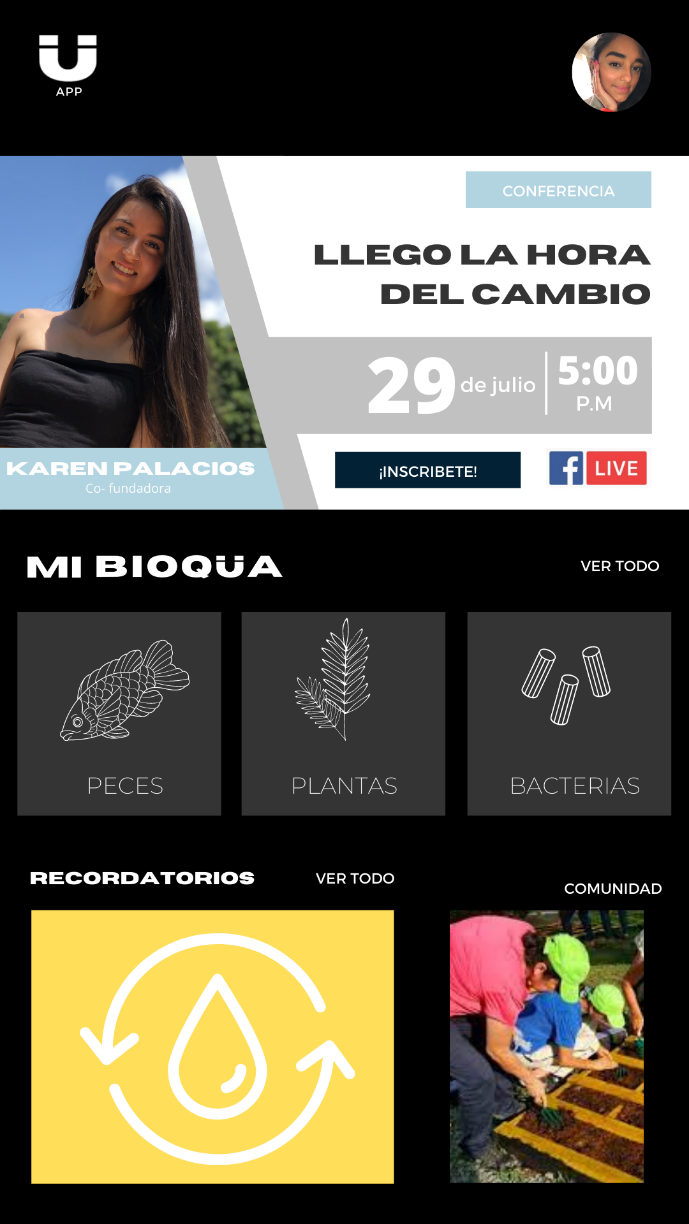 Ü
APP
CONFERENCIA
LLEGO LA HORA
DEL CAMBIO
29 de julio
5:00
P.M
KAREN PALACIOS
Co- fundadora
¡INSCRIBETE!
f LIVE
MI BIOQÜA
VER TODO
PECES
PLANTAS
BACTERIAS
RECORDATORIOS
VER TODO
COMUNIDAD